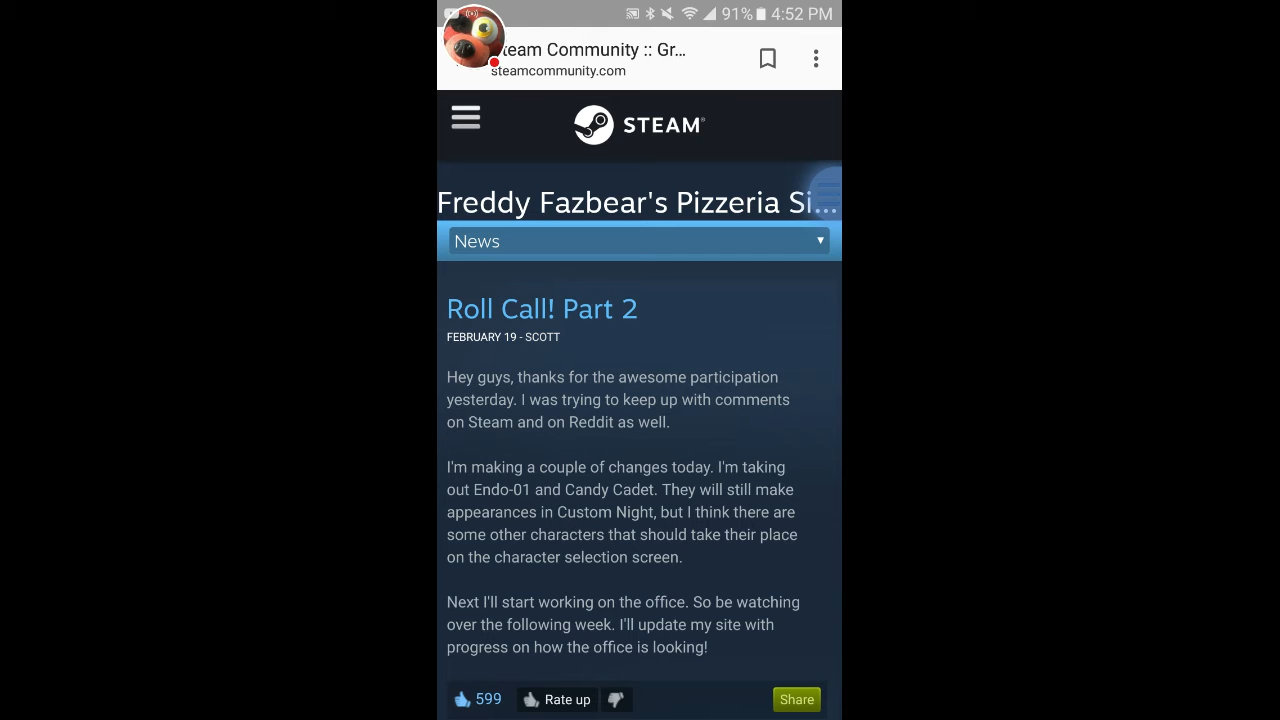 91% 4:52 PM
team Community :: Gr...
steamcommunity.com
STEAM®
Freddy Fazbear's Pizzeria Si...
News
Roll Call! Part 2
FEBRUARY 19 - SCOTT
Hey guys, thanks for the awesome participation
yesterday. I was trying to keep up with comments
on Steam and on Reddit as well.
I'm making a couple of changes today. I'm taking
out Endo-01 and Candy Cadet. They will still make
appearances in Custom Night, but I think there are
some other characters that should take their place
on the character selection screen.
Next I'll start working on the office. So be watching
over the following week. I'll update my site with
progress on how the office is looking!
599 Rate up Share